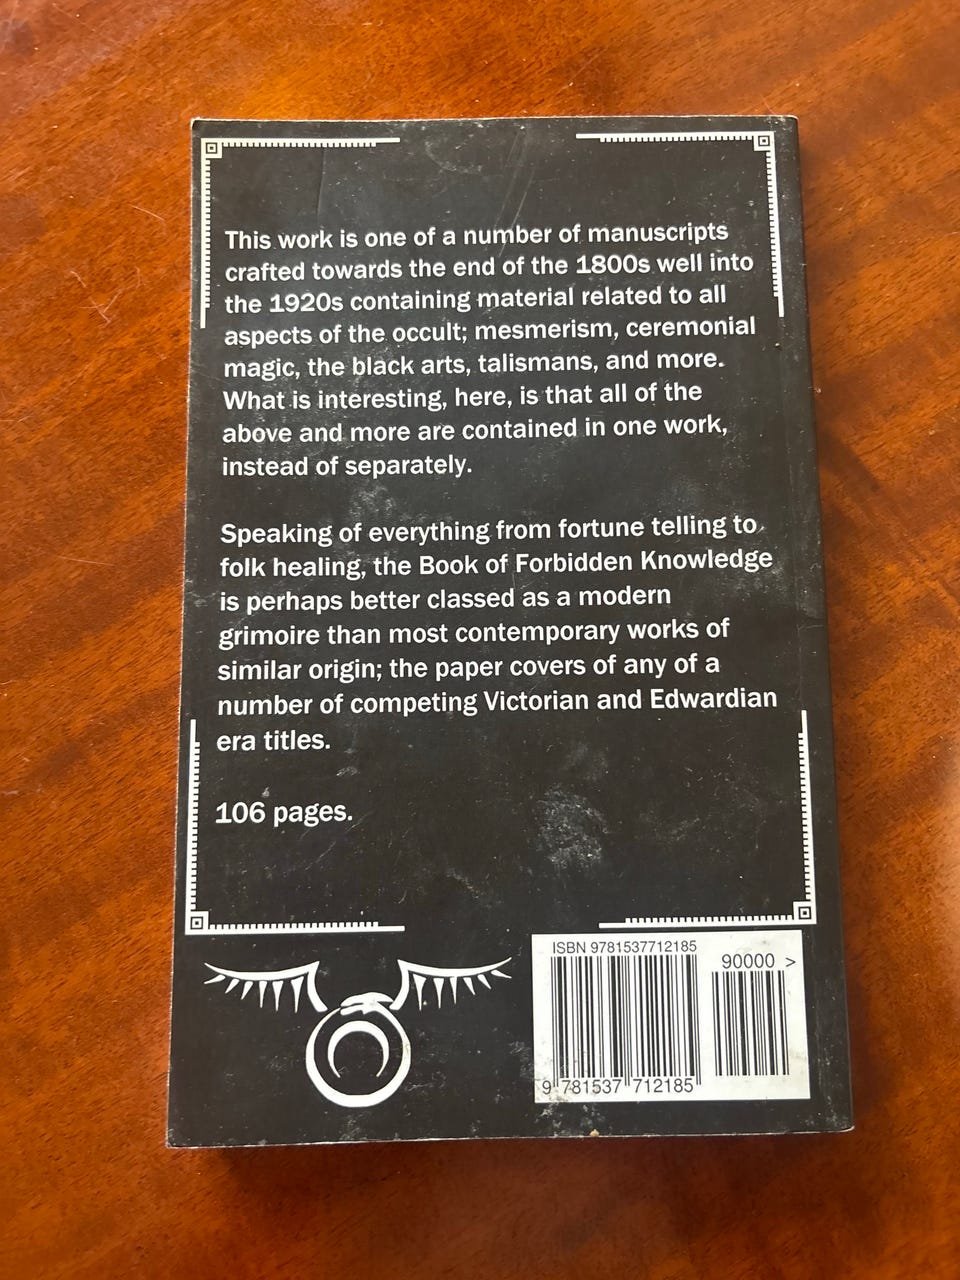 This work is one of a number of manuscripts
crafted towards the end of the 1800s well into
the 1920s containing material related to all
aspects of the occult; mesmerism, ceremonial
magic, the black arts, talismans, and more.
What is interesting, here, is that all of the
above and more are contained in one work,
instead of separately.
Speaking of everything from fortune telling to
folk healing, the Book of Forbidden Knowledge
is perhaps better classed as a modern
grimoire than most contemporary works of
similar origin; the paper covers of any of a
number of competing Victorian and Edwardian
era titles.
106 pages.
ISBN 9781537712185
90000 >
9 781537 712185